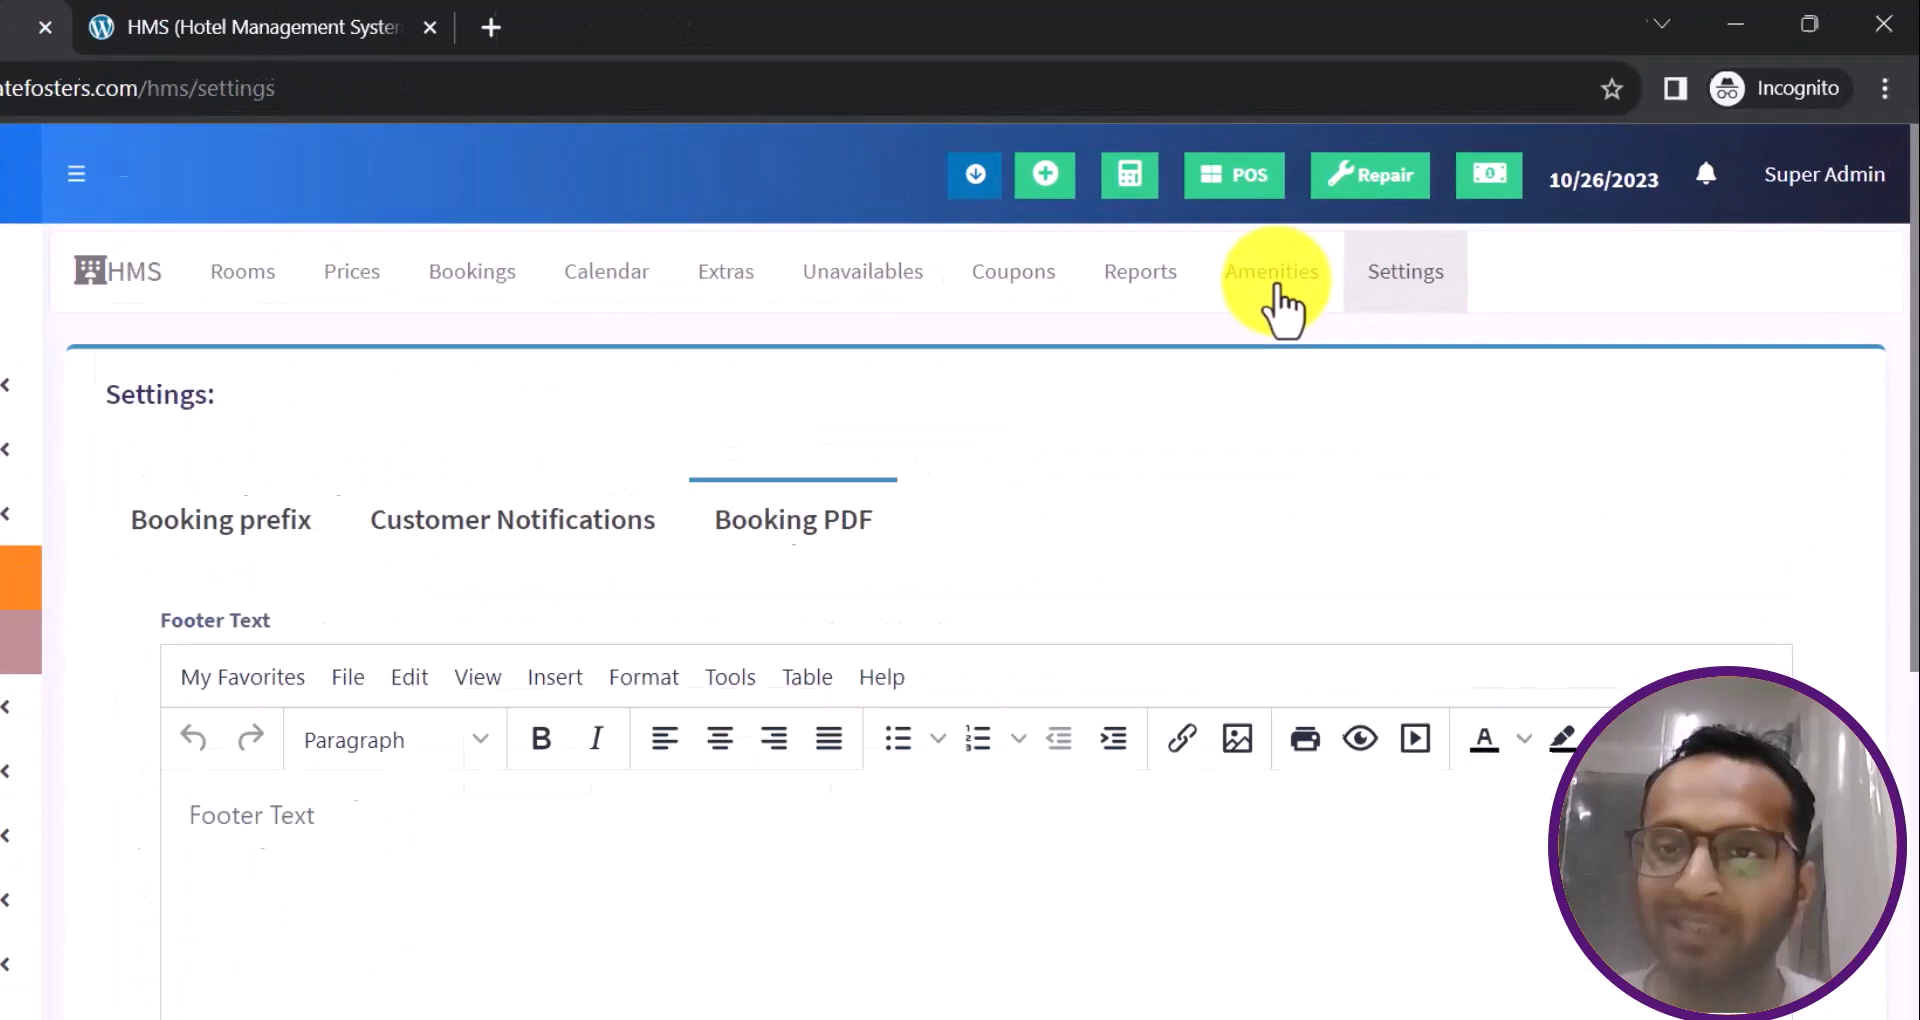 HMS (Hotel Management Syster
atefosters.com/hms/settings
Incognito
POS
Repair
10/26/2023
Super Admin
HMS
Rooms
Prices
Bookings
Calendar
Extras
Unavailables
Coupons
Reports
Amenities
Settings
Settings:
Booking prefix
Customer Notifications
Booking PDF
Footer Text
My Favorites
File
Edit
View
Insert
Format
Tools
Table
Help
Paragraph
B
I
A
Footer Text